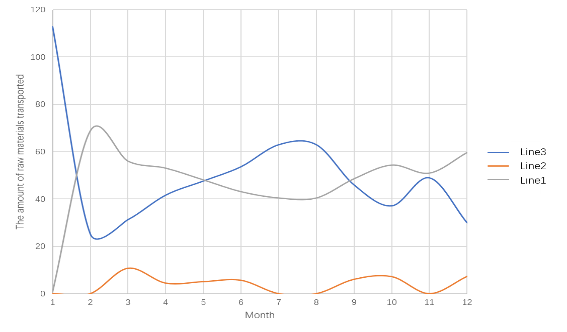 120
100
80
60
40
20
0
The amount of raw materials transported
1 2 3 4 5 6 7 8 9 10 11 12
Month
Line3
Line2
Line1